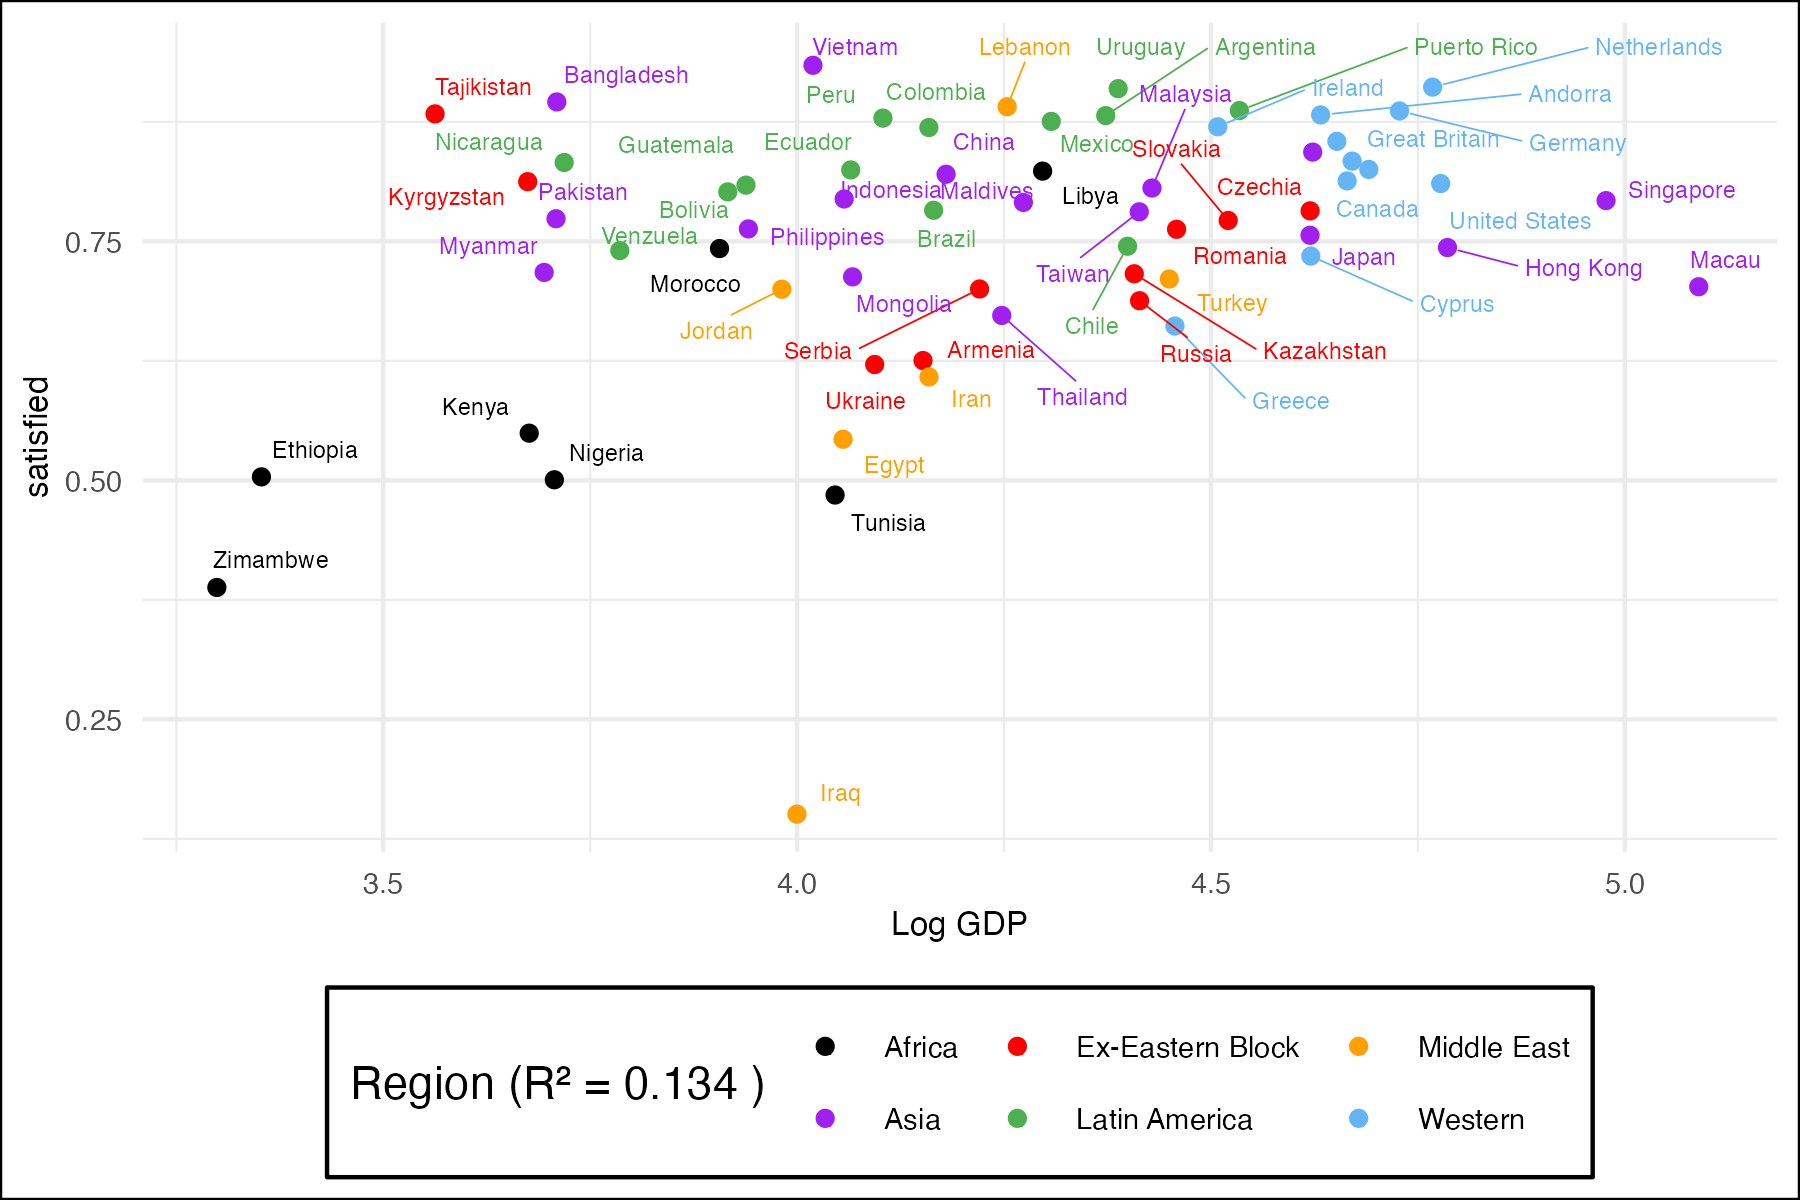 Vietnam
Lebanon
Uruguay
Argentina
Puerto Rico
Netherlands
Bangladesh
Tajikistan
Peru
Colombia
Malaysia
Ireland
Andorra
Nicaragua
Guatemala
Ecuador
China
Mexico
Slovakia
Great Britain
Germany
Kyrgyzstan
Pakistan
Indonesia
Maldives
Libya
Czechia
Singapore
Bolivia
Canada
United States
Myanmar
Venzuela
Philippines
Brazil
Romania
Japan
Hong Kong
Macau
Morocco
Taiwan
Mongolia
Turkey
Cyprus
Jordan
Chile
Serbia
Armenia
Russia
Kazakhstan
Ukraine
Iran
Thailand
Greece
Kenya
Ethiopia
Nigeria
Egypt
Tunisia
Zimambwe
Iraq
satisfied
0.75
0.50
0.25
3.5
4.0
4.5
5.0
Log GDP
Region (R² = 0.134 )
Africa
Ex-Eastern Block
Middle East
Asia
Latin America
Western